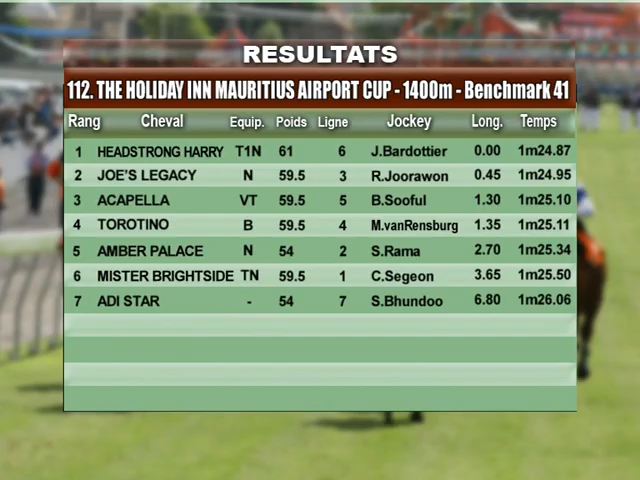 RESULTATS
112. THE HOLIDAY INN MAURITIUS AIRPORT CUP - 1400m - Benchmark 41
Rang Cheval Equip. Poids Ligne Jockey Long. Temps
1 HEADSTRONG HARRY T1N 61 6 J.Bardottier 0.00 1m24.87
2 JOE'S LEGACY N 59.5 3 R.Joorawon 0.45 1m24.95
3 ACAPELLA VT 59.5 5 B.Sooful 1.30 1m25.10
4 TOROTINO B 59.5 4 M.vanRensburg 1.35 1m25.11
5 AMBER PALACE N 54 2 S.Rama 2.70 1m25.34
6 MISTER BRIGHTSIDE TN 59.5 1 C.Segeon 3.65 1m25.50
7 ADI STAR - 54 7 S.Bhundoo 6.80 1m26.06